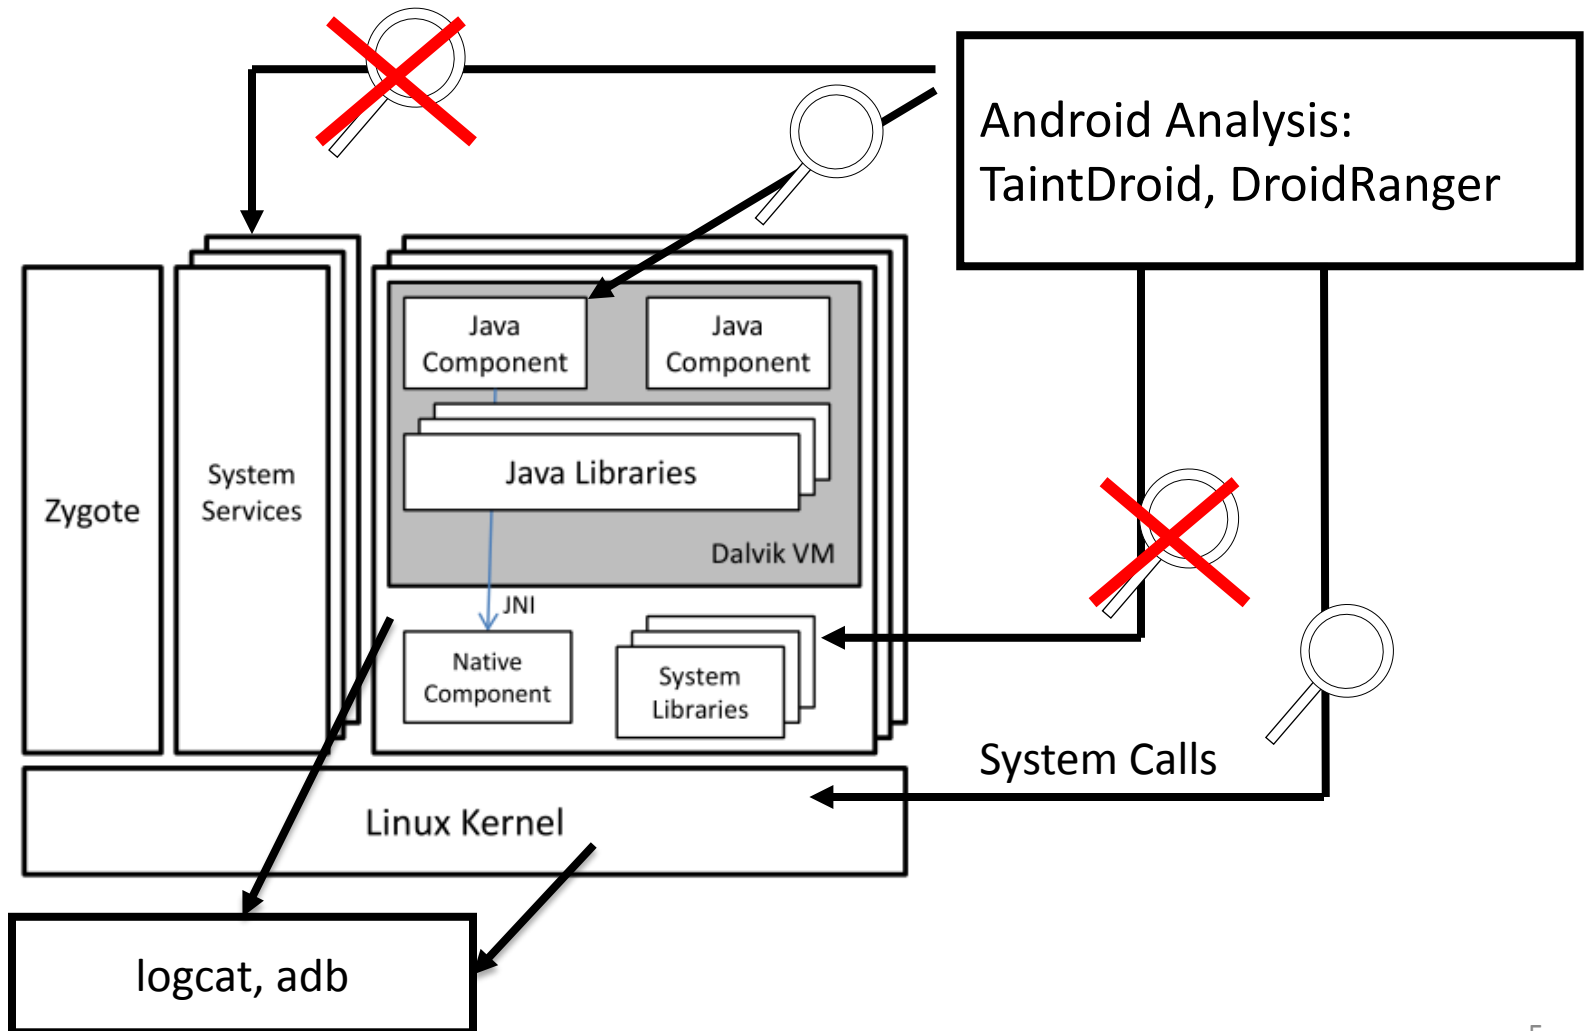 Android Analysis:
TaintDroid, DroidRanger
Java
Component
Java
Component
Java Libraries
System
Services
Zygote
Dalvik VM
JNI
Native
Component
System
Libraries
System Calls
Linux Kernel
logcat, adb